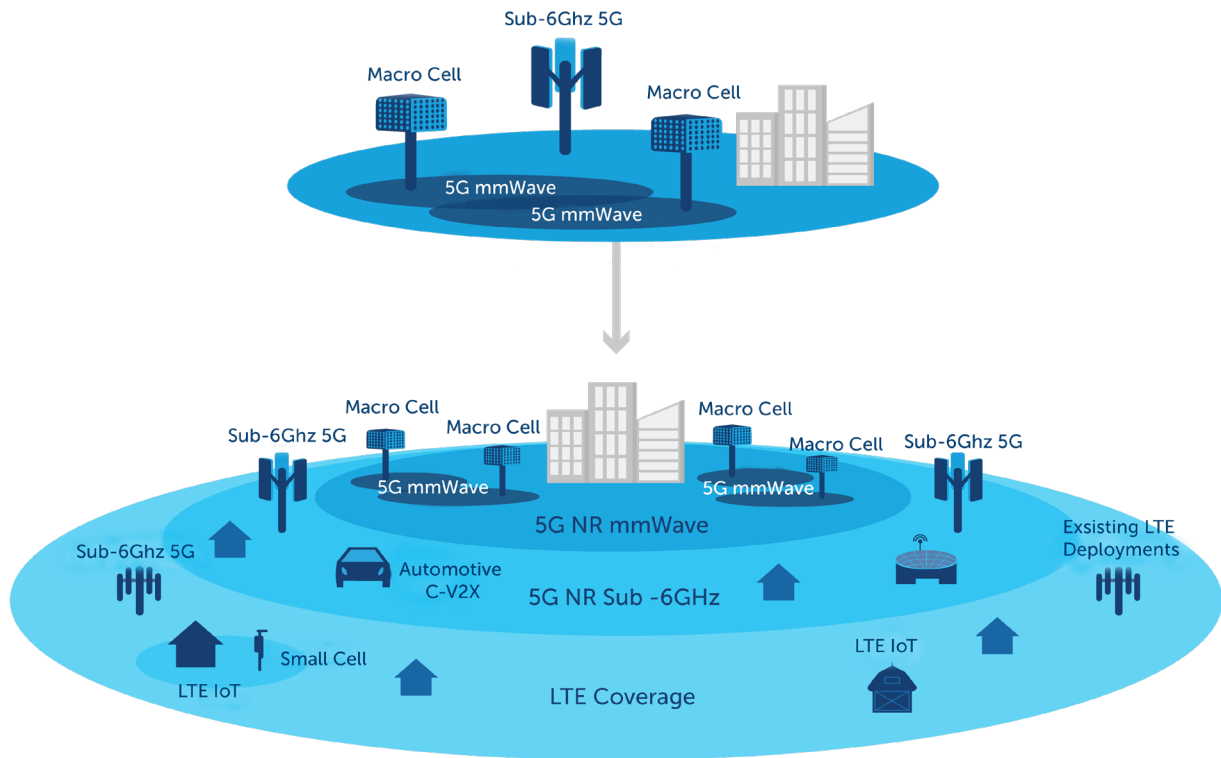 Sub-6Ghz 5G
Macro Cell
Macro Cell
5G mmWave
5G mmWave
Macro Cell
Macro Cell
Macro Cell
Macro Cell
Sub-6Ghz 5G
Sub-6Ghz 5G
5G mmWave
5G mmWave
5G NR mmWave
Sub-6Ghz 5G
Exsisting LTE
Deployments
Automotive
C-V2X
5G NR Sub -6GHz
Small Cell
LTE IoT
LTE IoT
LTE Coverage